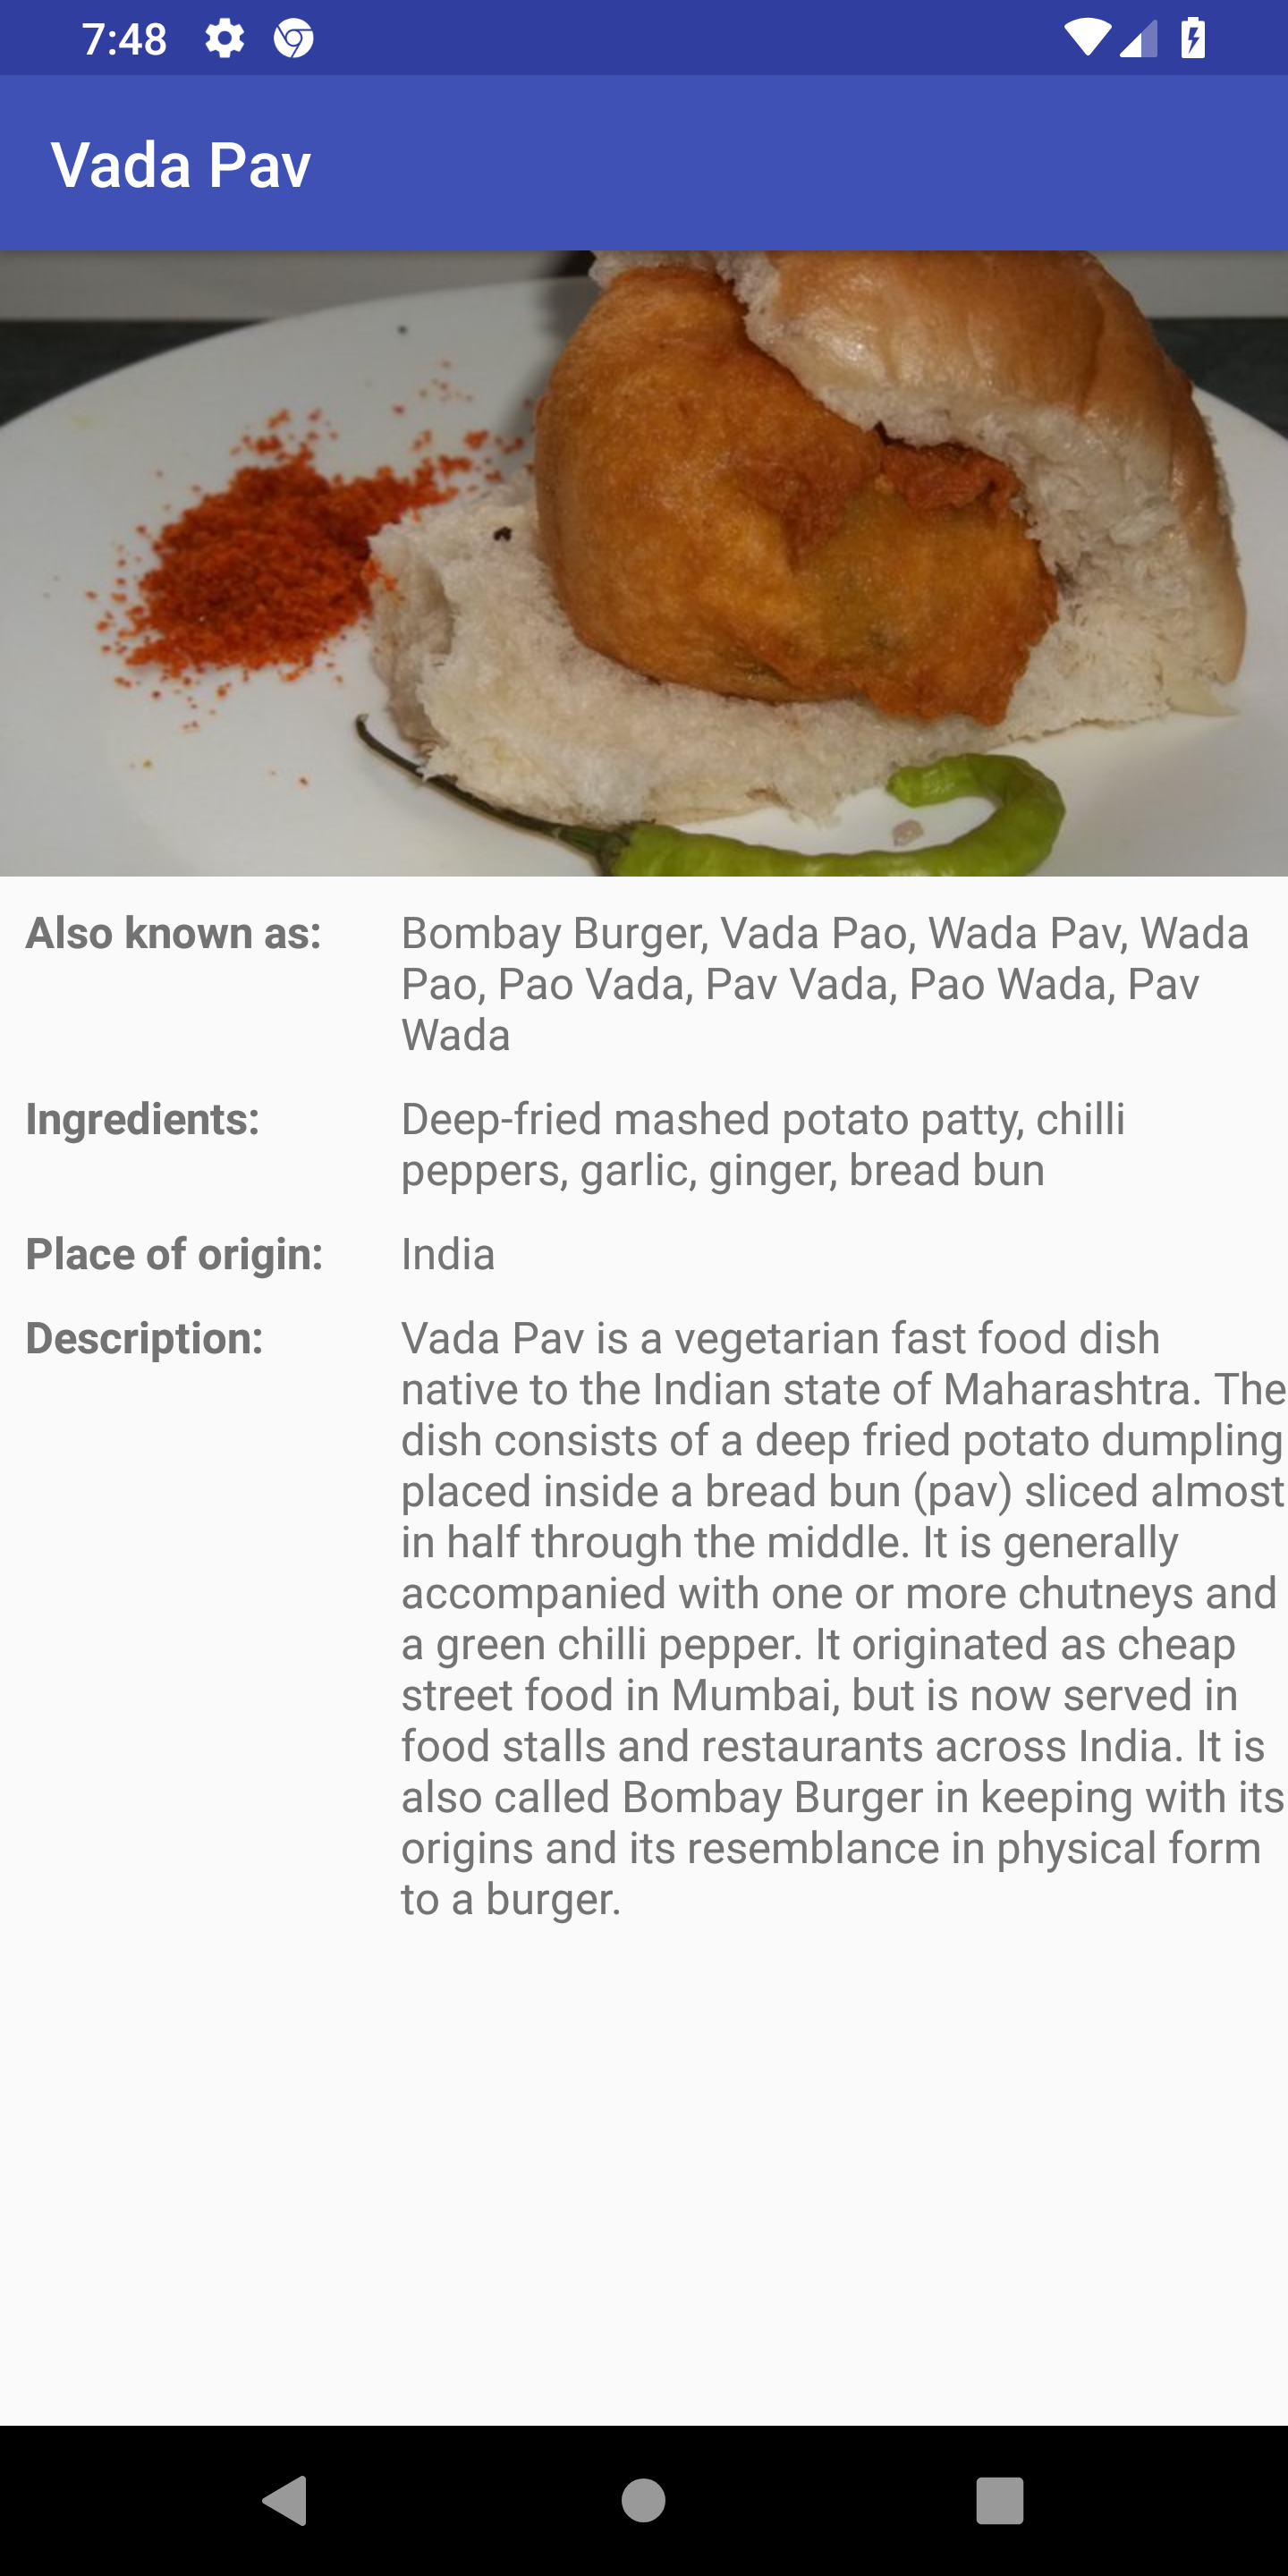 7:48
Vada Pav
Also known as:
Bombay Burger, Vada Pao, Wada Pav, Wada
Pao, Pao Vada, Pav Vada, Pao Wada, Pav
Wada
Ingredients:
Deep-fried mashed potato patty, chilli
peppers, garlic, ginger, bread bun
Place of origin:
India
Description:
Vada Pav is a vegetarian fast food dish
native to the Indian state of Maharashtra. The
dish consists of a deep fried potato dumpling
placed inside a bread bun (pav) sliced almost
in half through the middle. It is generally
accompanied with one or more chutneys and
a green chilli pepper. It originated as cheap
street food in Mumbai, but is now served in
food stalls and restaurants across India. It is
also called Bombay Burger in keeping with its
origins and its resemblance in physical form
to a burger.